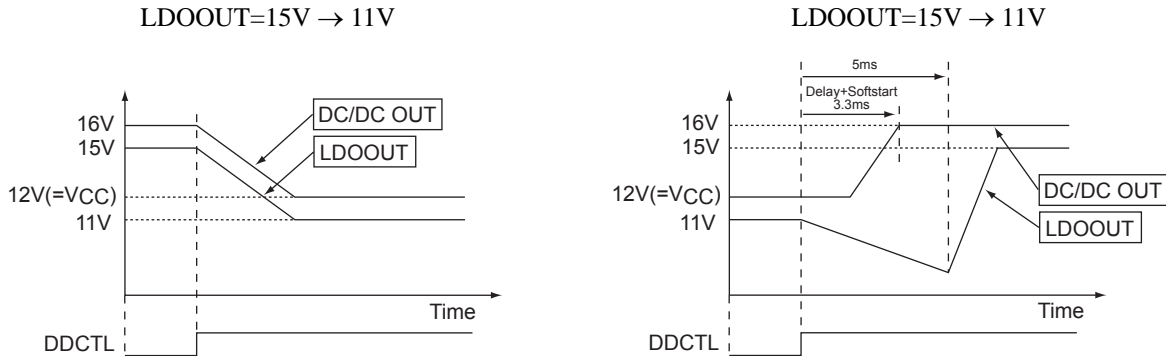 LDOOUT=15V → 11V
16V
15V
12V(=VCC)
11V
DC/DC OUT
LDOOUT
Time
DDCTL
LDOOUT=15V → 11V
5ms
Delay+Softstart
3.3ms
16V
15V
12V(=VCC)
11V
DC/DC OUT
LDOOUT
Time
DDCTL